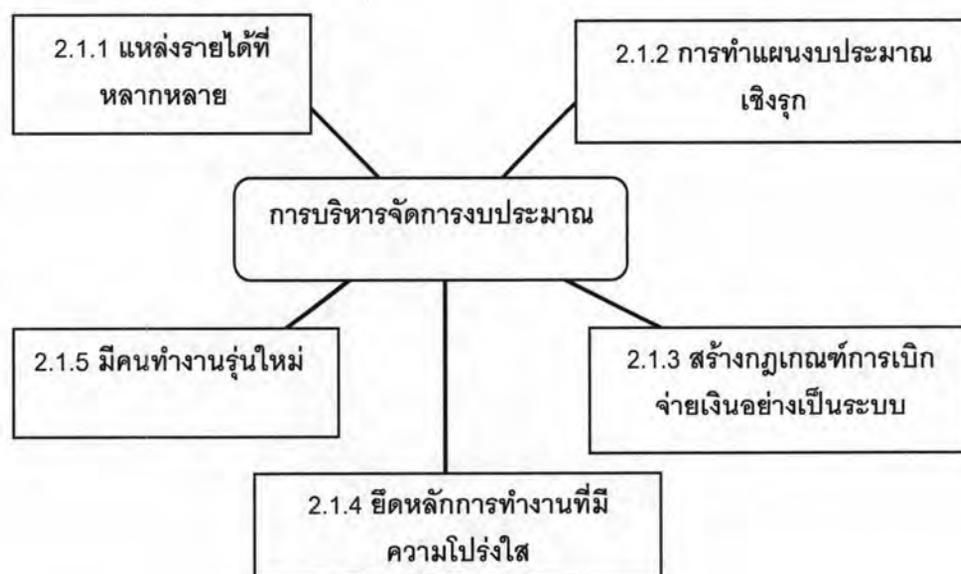 2.1.1 แหล่งรายได้ที่
หลากหลาย
2.1.2 การทำแผนงบประมาณ
เชิงรุก
การบริหารจัดการงบประมาณ
2.1.5 มีคนทำงานรุ่นใหม่
2.1.3 สร้างกฎเกณฑ์การเบิก
จ่ายเงินอย่างเป็นระบบ
2.1.4 ยึดหลักการทำงานที่มี
ความโปร่งใส